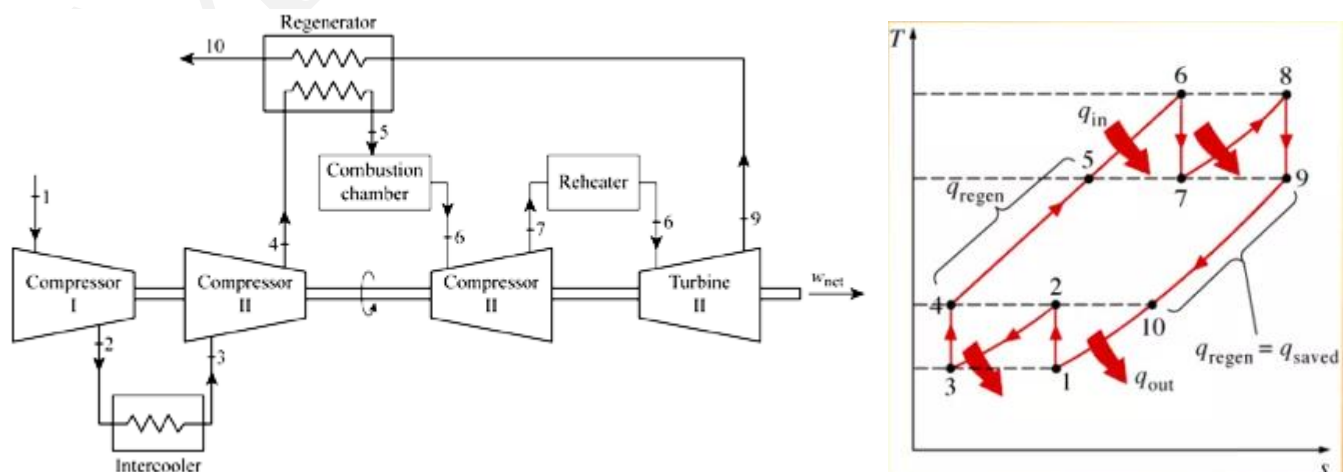 Regenerator
10
5
Combustion
chamber
Reheater
1
4
6
7
6
9
Compressor
I
Compressor
II
Compressor
II
Turbine
II
w_net
2
3
Intercooler
T
6
8
q_in
5
q_regen
7
9
4
2
10
q_regen = q_saved
3
1
q_out
s